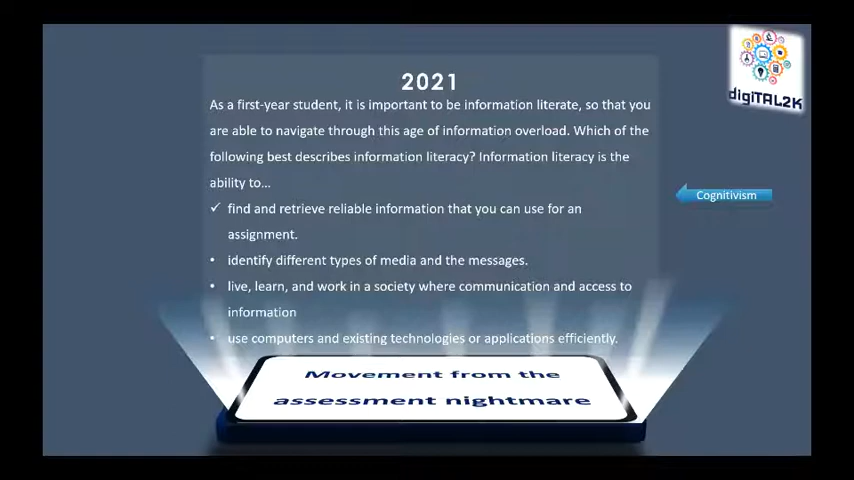 2021
As a first-year student, it is important to be information literate, so that you
are able to navigate through this age of information overload. Which of the
following best describes information literacy? Information literacy is the
ability to...
✓ find and retrieve reliable information that you can use for an
assignment.
• identify different types of media and the messages.
• live, learn, and work in a society where communication and access to
information
• use computers and existing technologies or applications efficiently.
Movement from the
assessment nightmare
digiTAL2K
Cognitivism